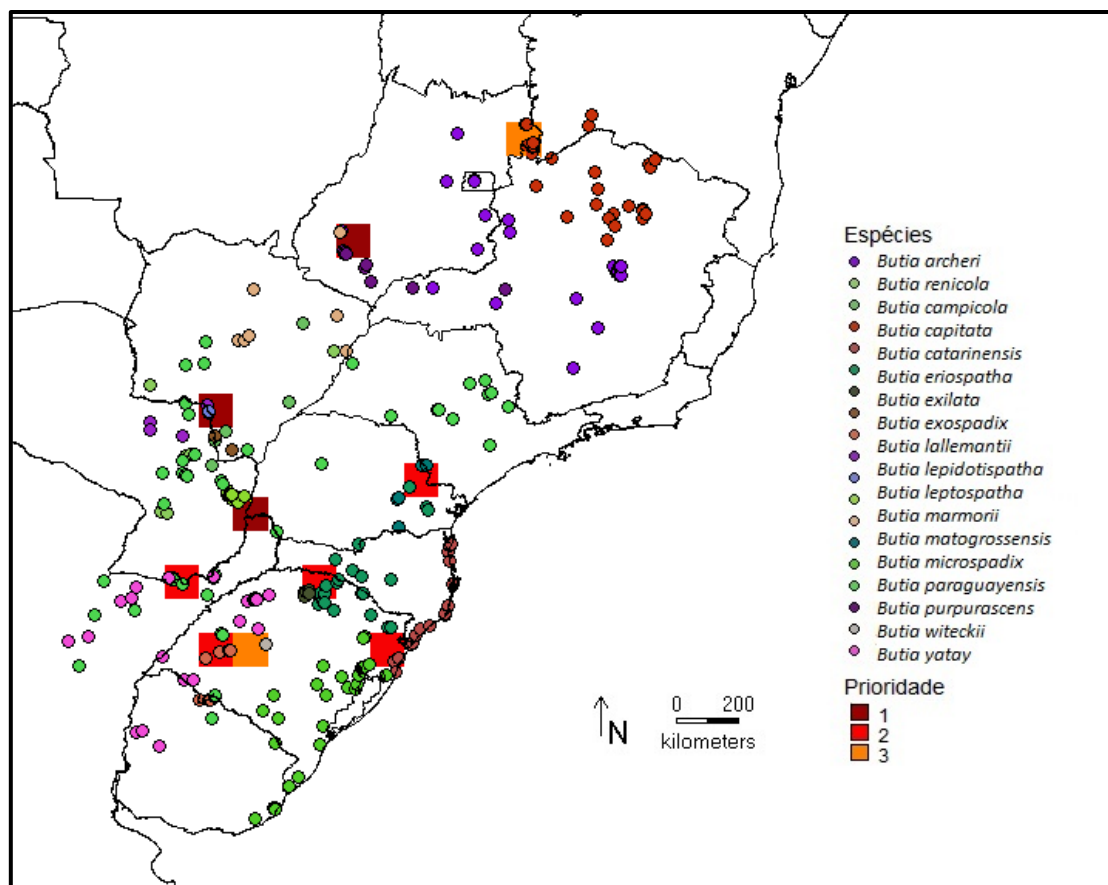 Espécies
Butia archeri
Butia renicola
Butia campicola
Butia capitata
Butia catarinensis
Butia eriospatha
Butia exilata
Butia exospadix
Butia lallemantii
Butia lepidotispatha
Butia leptospatha
Butia marmorii
Butia matogrossensis
Butia microspadix
Butia paraguayensis
Butia purpurascens
Butia witeckii
Butia yatay
Prioridade
1
2
3
N
0 200
kilometers